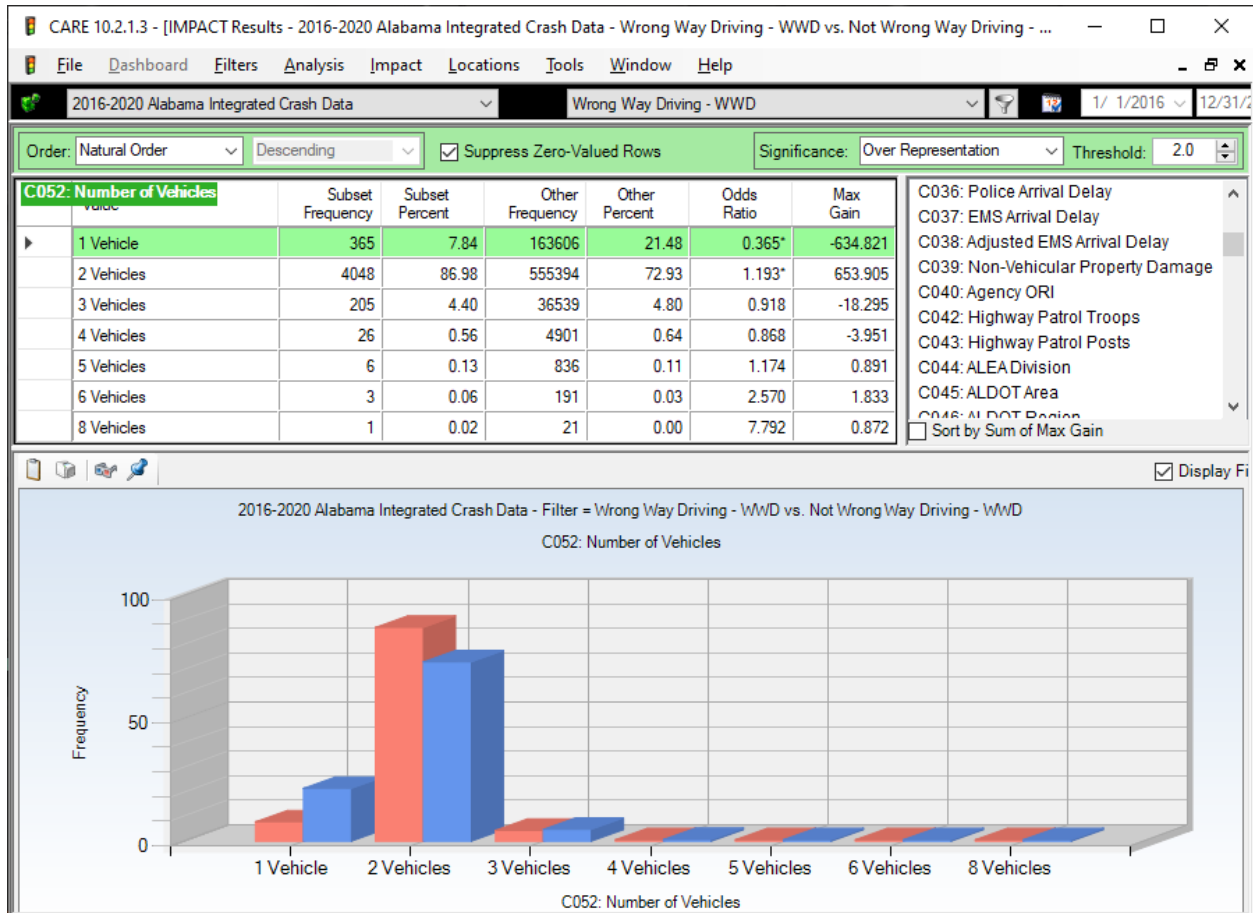 CARE 10.2.1.3 - [IMPACT Results - 2016-2020 Alabama Integrated Crash Data - Wrong Way Driving - WWD vs. Not Wrong Way Driving - ...
File Dashboard Filters Analysis Impact Locations Tools Window Help
2016-2020 Alabama Integrated Crash Data Wrong Way Driving - WWD 1/ 1/2016 12/31/2
Order: Natural Order Descending Suppress Zero-Valued Rows Significance: Over Representation Threshold: 2.0
C052: Number of Vehicles
Value Subset Frequency Subset Percent Other Frequency Other Percent Odds Ratio Max Gain
1 Vehicle 365 7.84 163606 21.48 0.365* -634.821
2 Vehicles 4048 86.98 555394 72.93 1.193* 653.905
3 Vehicles 205 4.40 36539 4.80 0.918 -18.295
4 Vehicles 26 0.56 4901 0.64 0.868 -3.951
5 Vehicles 6 0.13 836 0.11 1.174 0.891
6 Vehicles 3 0.06 191 0.03 2.570 1.833
8 Vehicles 1 0.02 21 0.00 7.792 0.872
C036: Police Arrival Delay
C037: EMS Arrival Delay
C038: Adjusted EMS Arrival Delay
C039: Non-Vehicular Property Damage
C040: Agency ORI
C042: Highway Patrol Troops
C043: Highway Patrol Posts
C044: ALEA Division
C045: ALDOT Area
C046: ALDOT Region
Sort by Sum of Max Gain
Display Fi
2016-2020 Alabama Integrated Crash Data - Filter = Wrong Way Driving - WWD vs. Not Wrong Way Driving - WWD
C052: Number of Vehicles
Frequency
100
50
0
1 Vehicle 2 Vehicles 3 Vehicles 4 Vehicles 5 Vehicles 6 Vehicles 8 Vehicles
C052: Number of Vehicles